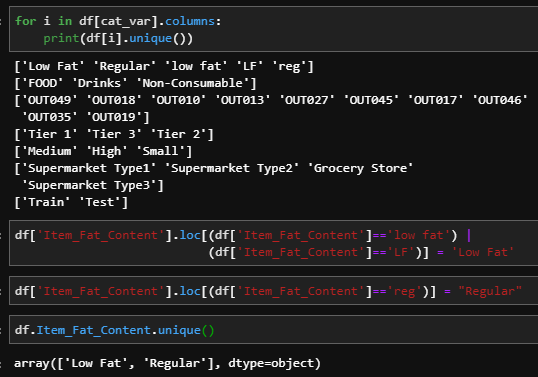 for i in df[cat_var].columns:
    print(df[i].unique())
['Low Fat' 'Regular' 'low fat' 'LF' 'reg']
['FOOD' 'Drinks' 'Non-Consumable']
['OUT049' 'OUT018' 'OUT010' 'OUT013' 'OUT027' 'OUT045' 'OUT017' 'OUT046'
 'OUT035' 'OUT019']
['Tier 1' 'Tier 3' 'Tier 2']
['Medium' 'High' 'Small']
['Supermarket Type1' 'Supermarket Type2' 'Grocery Store'
 'Supermarket Type3']
['Train' 'Test']
df['Item_Fat_Content'].loc[(df['Item_Fat_Content']=='low fat') |
                          (df['Item_Fat_Content']=='LF')] = 'Low Fat'
df['Item_Fat_Content'].loc[(df['Item_Fat_Content']=='reg')] = "Regular"
df.Item_Fat_Content.unique()
array(['Low Fat', 'Regular'], dtype=object)